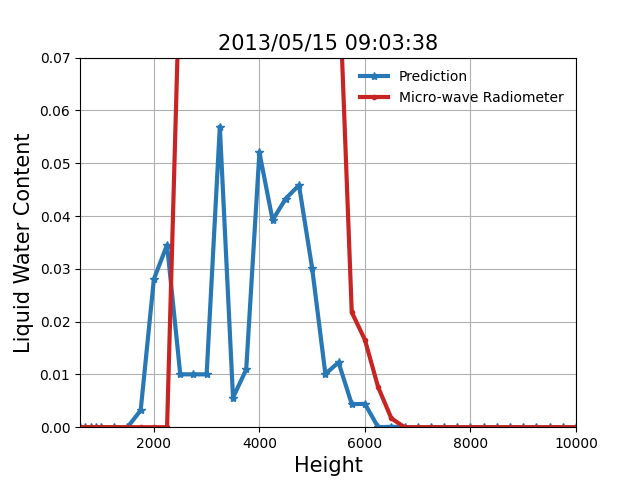 2013/05/15 09:03:38
0.07
0.06
0.05
0.04
0.03
0.02
0.01
0.00
Liquid Water Content
Prediction
Micro-wave Radiometer
2000 4000 6000 8000 10000
Height